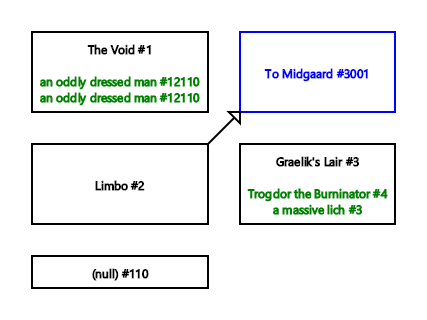 The Void #1
an oddly dressed man #12110
an oddly dressed man #12110
To Midgaard #3001
Limbo #2
Graelik's Lair #3
Trogdor the Burninator #4
a massive lich #3
(null) #110